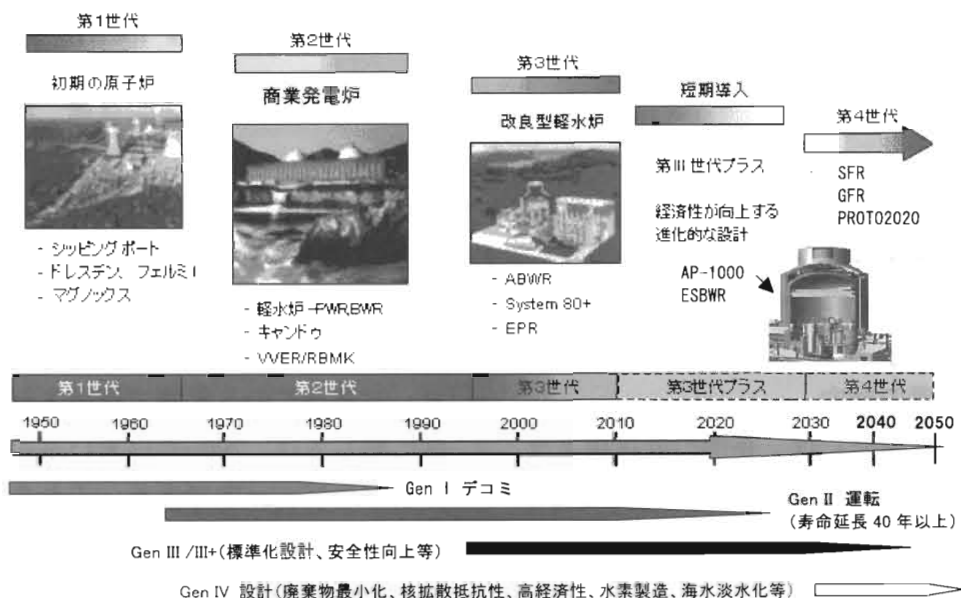 第1世代
初期の原子炉
- シッピングポート
- ドレスデン、フェルミ I
- マグノックス
第2世代
商業発電炉
- 軽水炉-PWR,BWR
- キャンドゥ
- VVER/RBMK
第3世代
改良型軽水炉
- ABWR
- System 80+
- EPR
短期導入
第III世代プラス
経済性が向上する
進化的な設計
AP-1000
ESBWR
第4世代
SFR
GFR
PROTO2020
第1世代 第2世代 第3世代 第3世代プラス 第4世代
1950 1960 1970 1980 1990 2000 2010 2020 2030 2040 2050
Gen I デコミ
Gen II 運転
(寿命延長 40 年以上)
Gen III /III+(標準化設計、安全性向上等)
Gen IV 設計(廃棄物最小化、核拡散抵抗性、高経済性、水素製造、海水淡水化等)